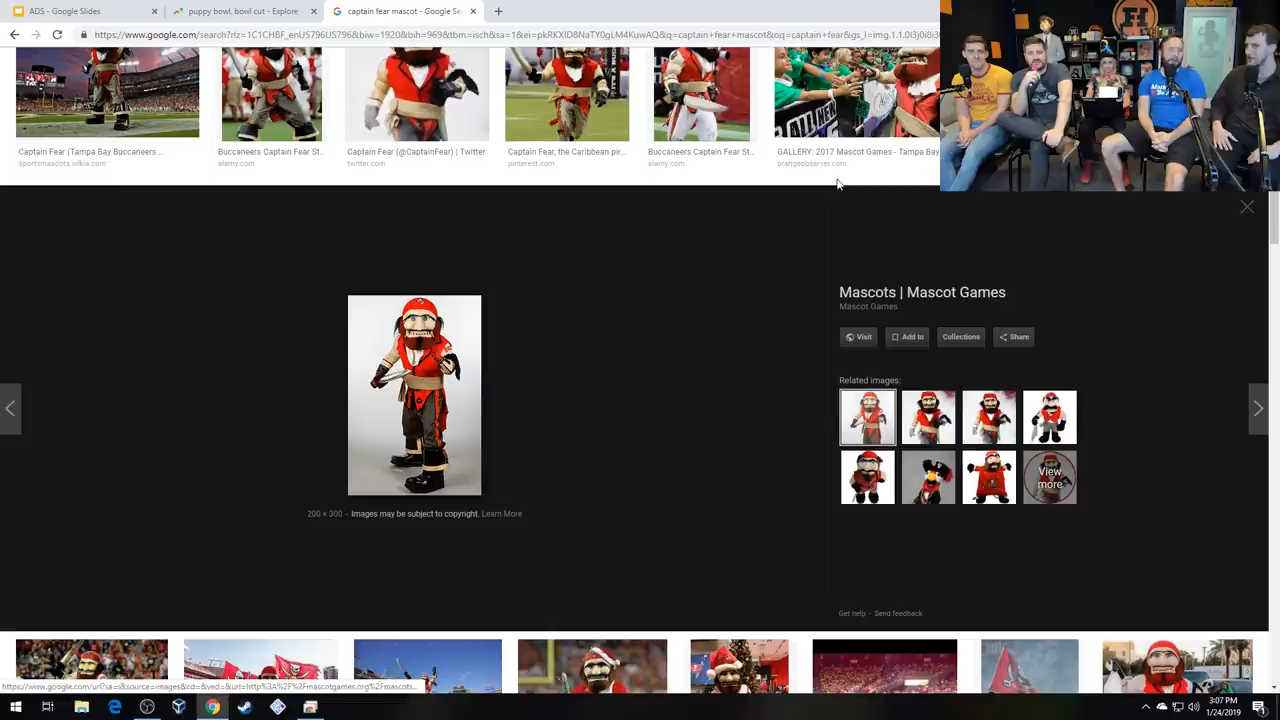 ADS - Google Slides
puppy bowl, bowl cut - Explore
captain fear mascot - Google Se
Captain Fear (Tampa Bay Buccaneers ...
sportsmascots.wikia.com
Buccaneers Captain Fear St...
alamy.com
Captain Fear (@CaptainFear) | Twitter
twitter.com
Captain Fear, the Caribbean pir...
pinterest.com
Buccaneers Captain Fear St...
alamy.com
GALLERY: 2017 Mascot Games - Tampa Bay
orangeobserver.com
Mascots | Mascot Games
Mascot Games
Visit
Add to
Collections
Share
Related images:
View
more
200 × 300 - Images may be subject to copyright. Learn More
Get help - Send feedback
3:07 PM
1/24/2019